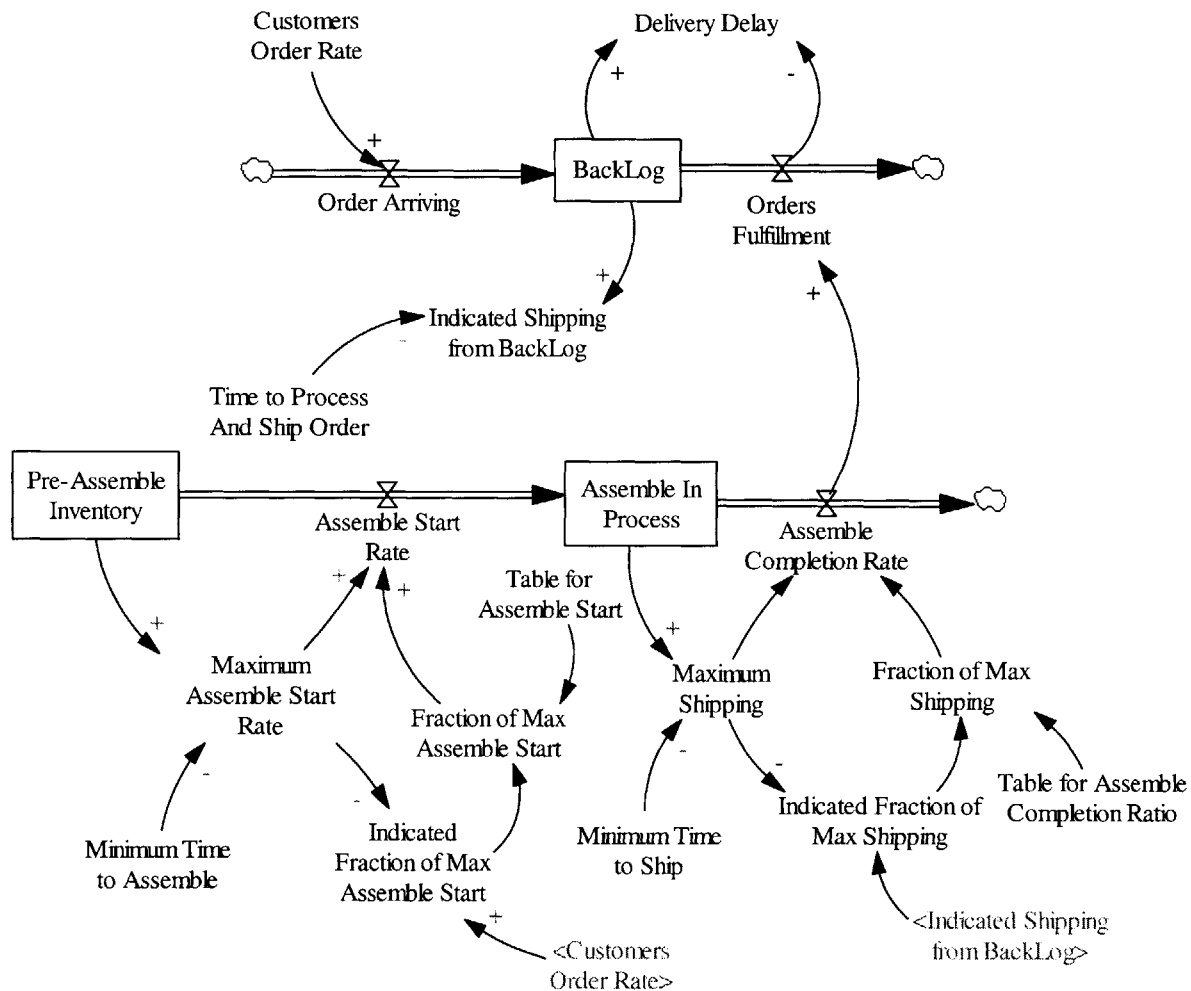 Customers
Order Rate
Delivery Delay
+
-
+
BackLog
Order Arriving
Orders
Fulfillment
+
+
Indicated Shipping
from BackLog
-
Time to Process
And Ship Order
Pre-Assemble
Inventory
Assemble In
Process
Assemble Start
Rate
Assemble
Completion Rate
+
+
Table for
Assemble Start
+
+
Maximum
Assemble Start
Rate
Maximum
Shipping
Fraction of Max
Shipping
Fraction of Max
Assemble Start
-
-
-
-
Table for Assemble
Completion Ratio
Indicated Fraction of
Max Shipping
Minimum Time
to Assemble
Indicated
Fraction of Max
Assemble Start
Minimum Time
to Ship
+
<Customers
Order Rate>
<Indicated Shipping
from BackLog>